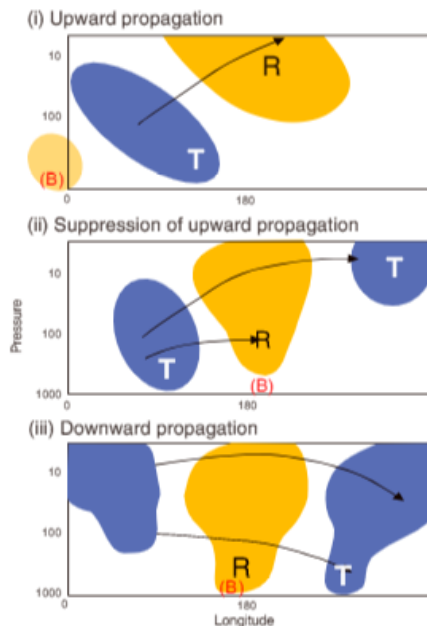 (i) Upward propagation
10
R
100
T
(B)
0
180
(ii) Suppression of upward propagation
T
10
Pressure
100
R
T
(B)
1000
0
180
(iii) Downward propagation
10
100
R
T
(B)
1000
0
180
Longitude